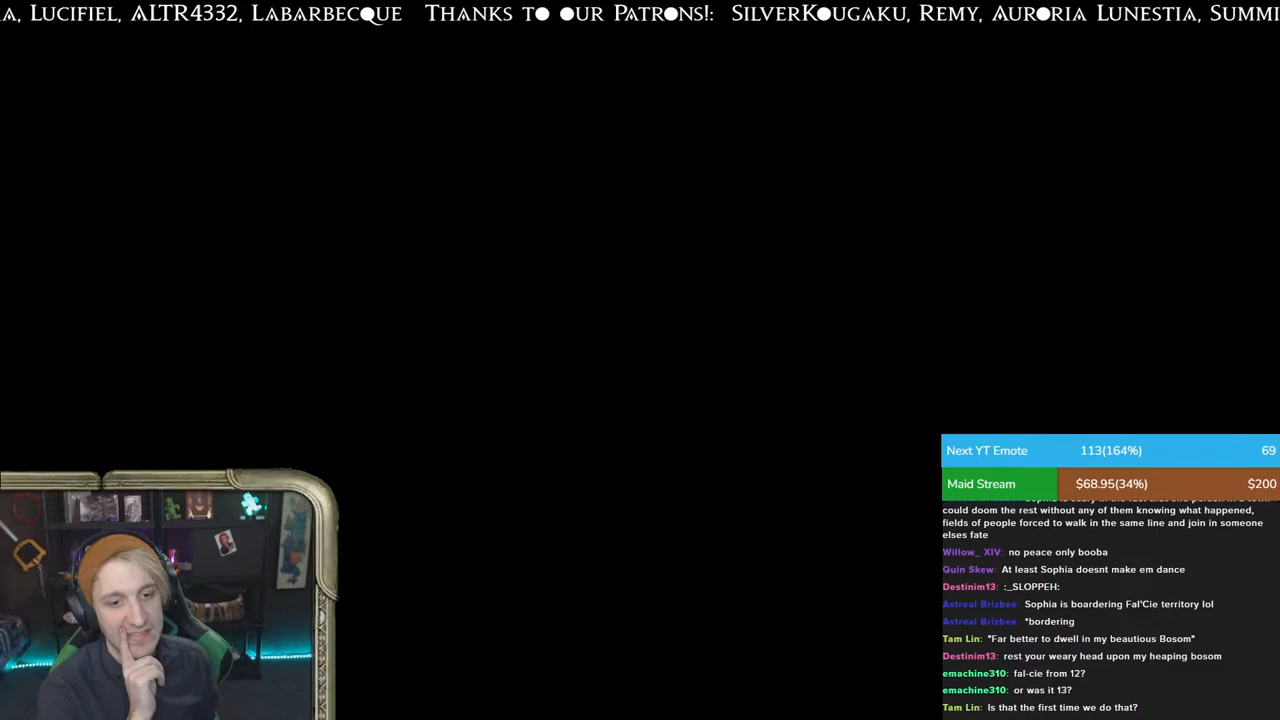 A, Lucifiel, ALTR4332, Labarbecque Thanks to our Patrons!: SilverKougaku, Remy, Auroria Lunestia, Summi
Next YT Emote 113(164%) 69
Maid Stream $68.95(34%) $200
could doom the rest without any of them knowing what happened,
fields of people forced to walk in the same line and join in someone
elses fate
Willow_ XIV: no peace only booba
Quin Skew: At least Sophia doesnt make em dance
Destinim13: :_SLOPPEH:
Astreal Brizbee: Sophia is boardering Fal'Cie territory lol
Astreal Brizbee: *bordering
Tam Lin: "Far better to dwell in my beautious Bosom"
Destinim13: rest your weary head upon my heaping bosom
emachine310: fal-cie from 12?
emachine310: or was it 13?
Tam Lin: Is that the first time we do that?